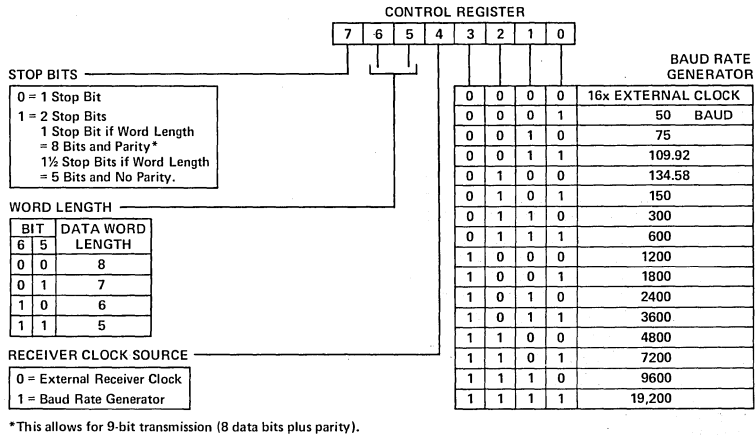 CONTROL REGISTER
7 6 5 4 3 2 1 0
STOP BITS
0 = 1 Stop Bit
1 = 2 Stop Bits
1 Stop Bit if Word Length
= 8 Bits and Parity*
1½ Stop Bits if Word Length
= 5 Bits and No Parity.
WORD LENGTH
BIT DATA WORD
6 5 LENGTH
0 0 8
0 1 7
1 0 6
1 1 5
RECEIVER CLOCK SOURCE
0 = External Receiver Clock
1 = Baud Rate Generator
BAUD RATE
GENERATOR
0 0 0 0 16x EXTERNAL CLOCK
0 0 0 1 50 BAUD
0 0 1 0 75
0 0 1 1 109.92
0 1 0 0 134.58
0 1 0 1 150
0 1 1 0 300
0 1 1 1 600
1 0 0 0 1200
1 0 0 1 1800
1 0 1 0 2400
1 0 1 1 3600
1 1 0 0 4800
1 1 0 1 7200
1 1 1 0 9600
1 1 1 1 19,200
*This allows for 9-bit transmission (8 data bits plus parity).